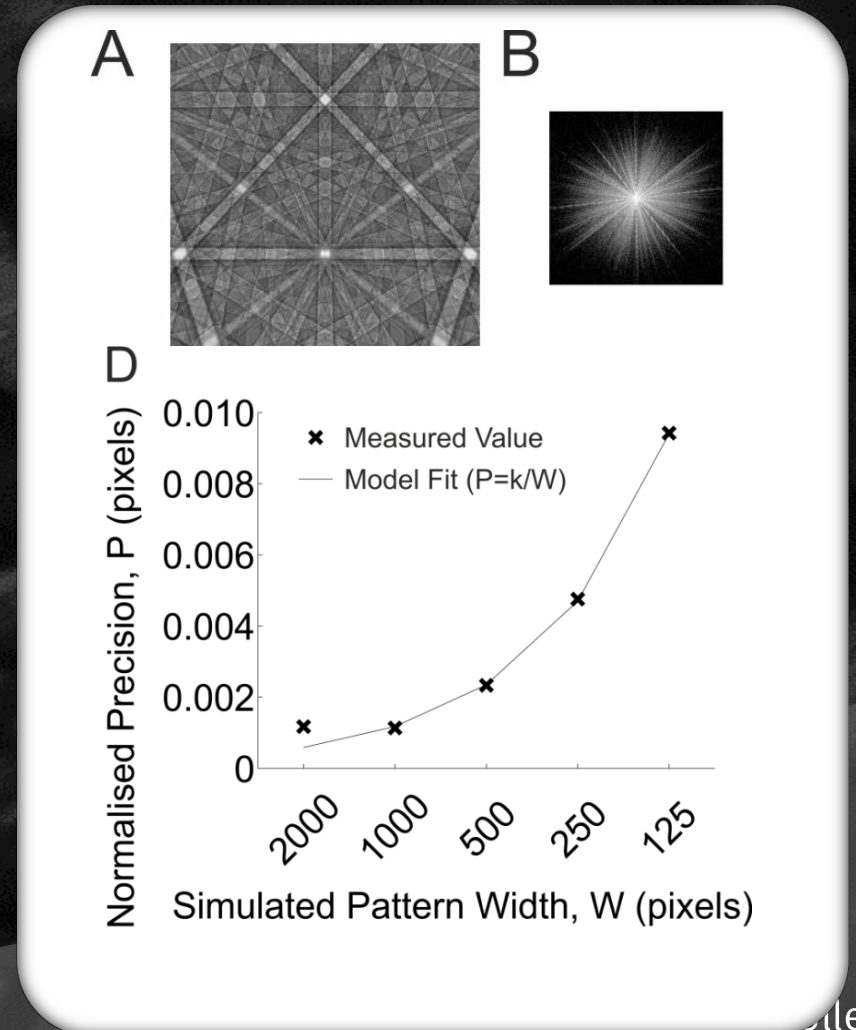 A
B
D
Normalised Precision, P (pixels)
0.010
0.008
0.006
0.004
0.002
0
Measured Value
Model Fit (P=k/W)
2000
1000
500
250
125
Simulated Pattern Width, W (pixels)